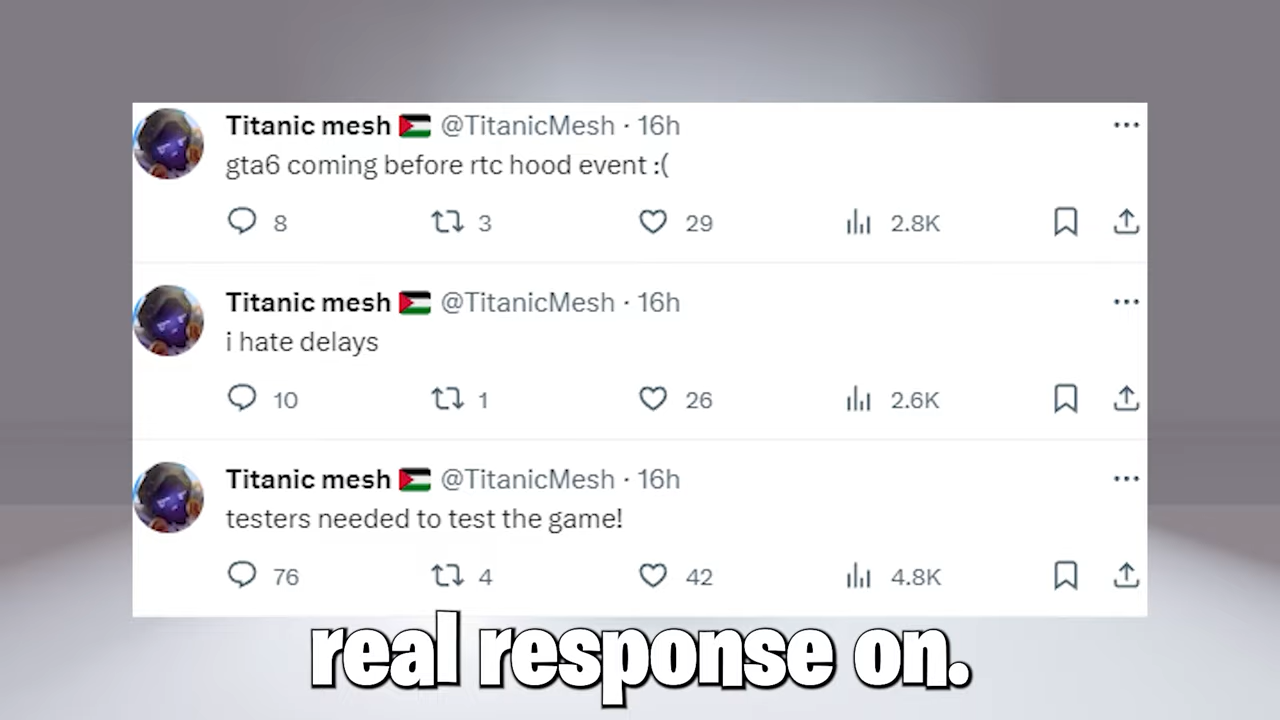 Titanic mesh 🇵🇸 @TitanicMesh · 16h
gta6 coming before rtc hood event :(
8 3 29 2.8K
Titanic mesh 🇵🇸 @TitanicMesh · 16h
i hate delays
10 1 26 2.6K
Titanic mesh 🇵🇸 @TitanicMesh · 16h
testers needed to test the game!
76 4 42 4.8K
real response on.